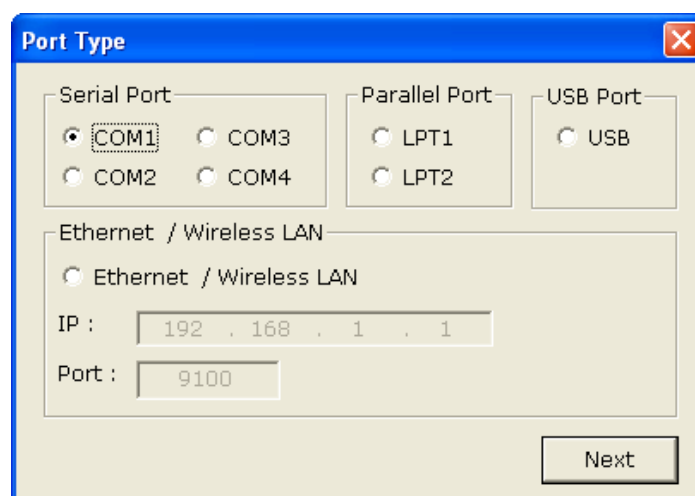 Port Type
Serial Port
COM1 COM3
COM2 COM4
Parallel Port
LPT1
LPT2
USB Port
USB
Ethernet / Wireless LAN
Ethernet / Wireless LAN
IP : 192 . 168 . 1 . 1
Port : 9100
Next